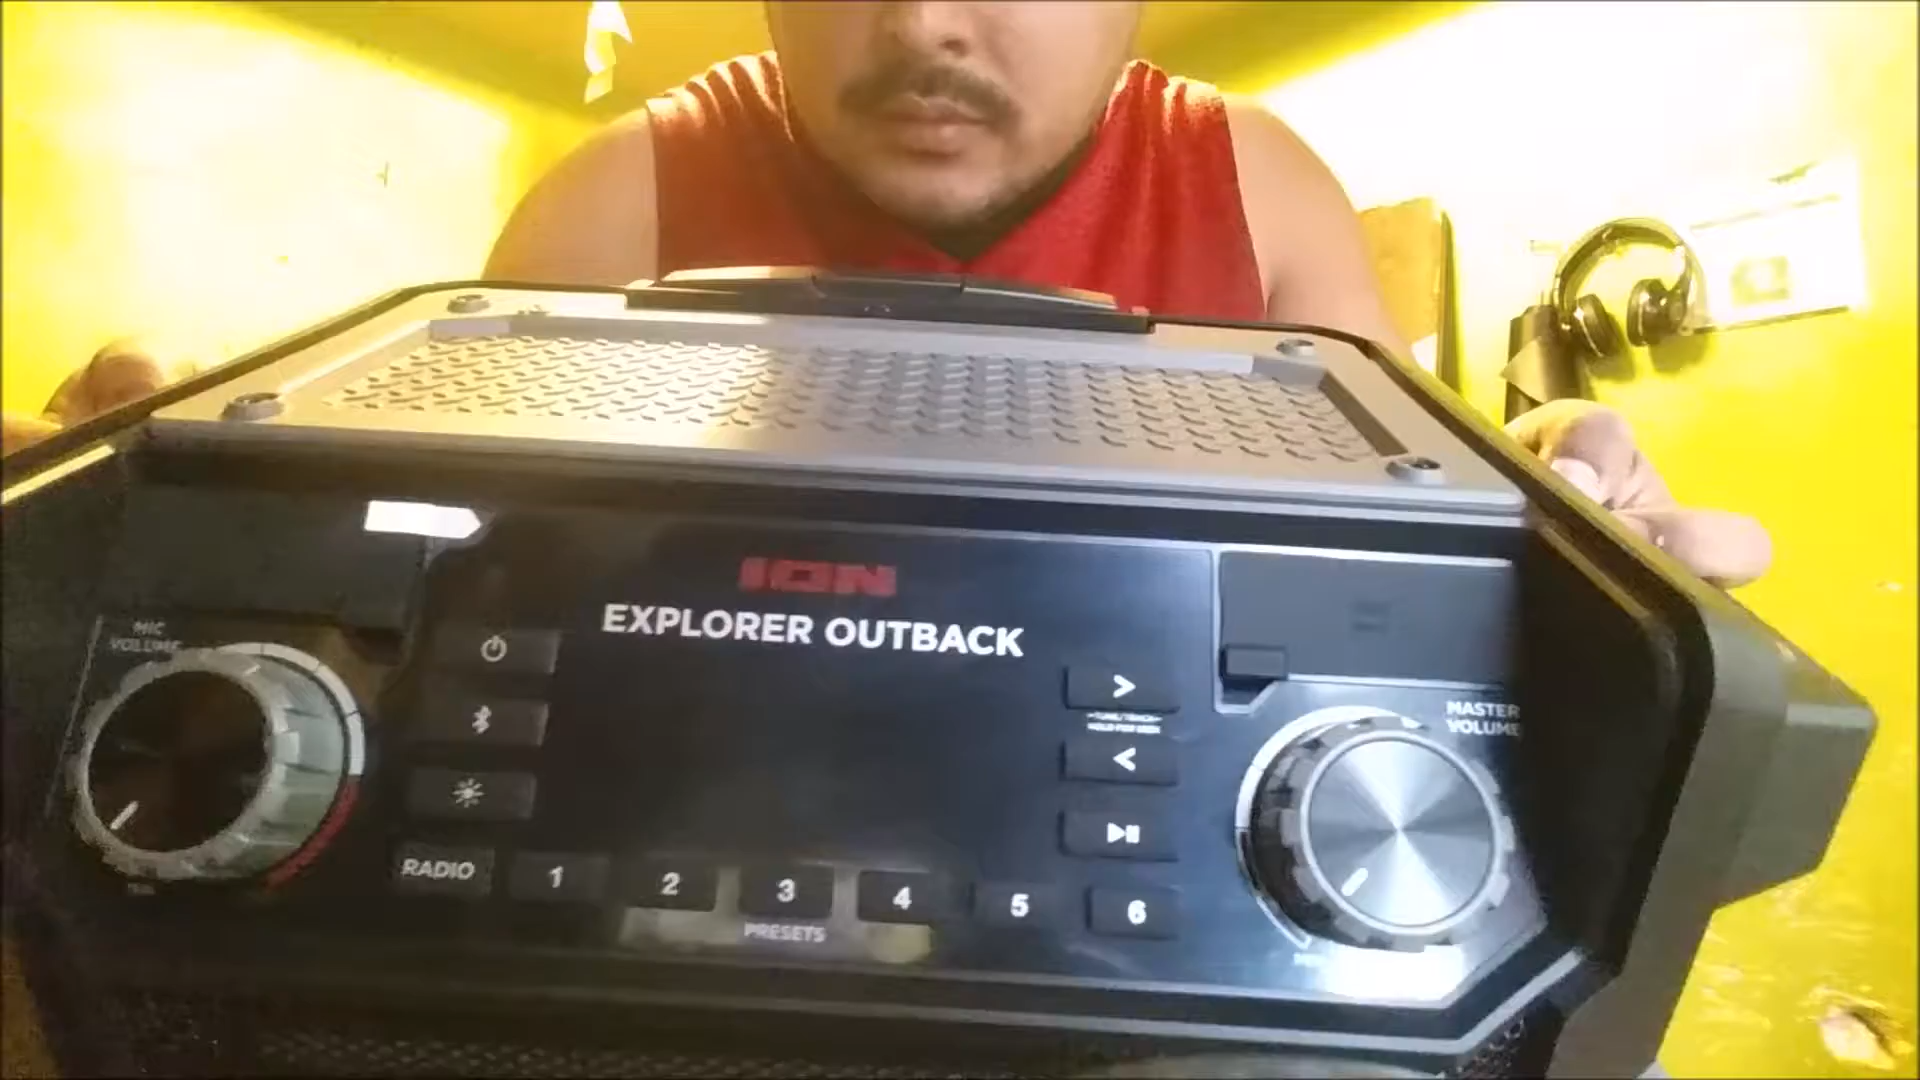 ION
EXPLORER OUTBACK
MIC
VOLUME
MASTER
VOLUME
RADIO
1
2
3
4
5
6
PRESETS